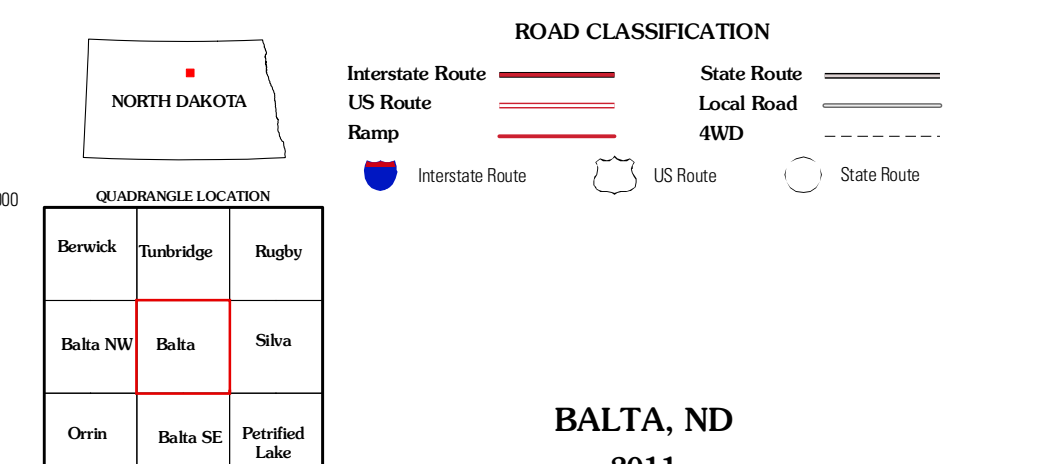 ROAD CLASSIFICATION
Interstate Route
State Route
US Route
Local Road
Ramp
4WD
Interstate Route
US Route
State Route
NORTH DAKOTA
QUADRANGLE LOCATION
Berwick
Tunbridge
Rugby
Balta NW
Balta
Silva
Orrin
Balta SE
Petrified
Lake
BALTA, ND
2011